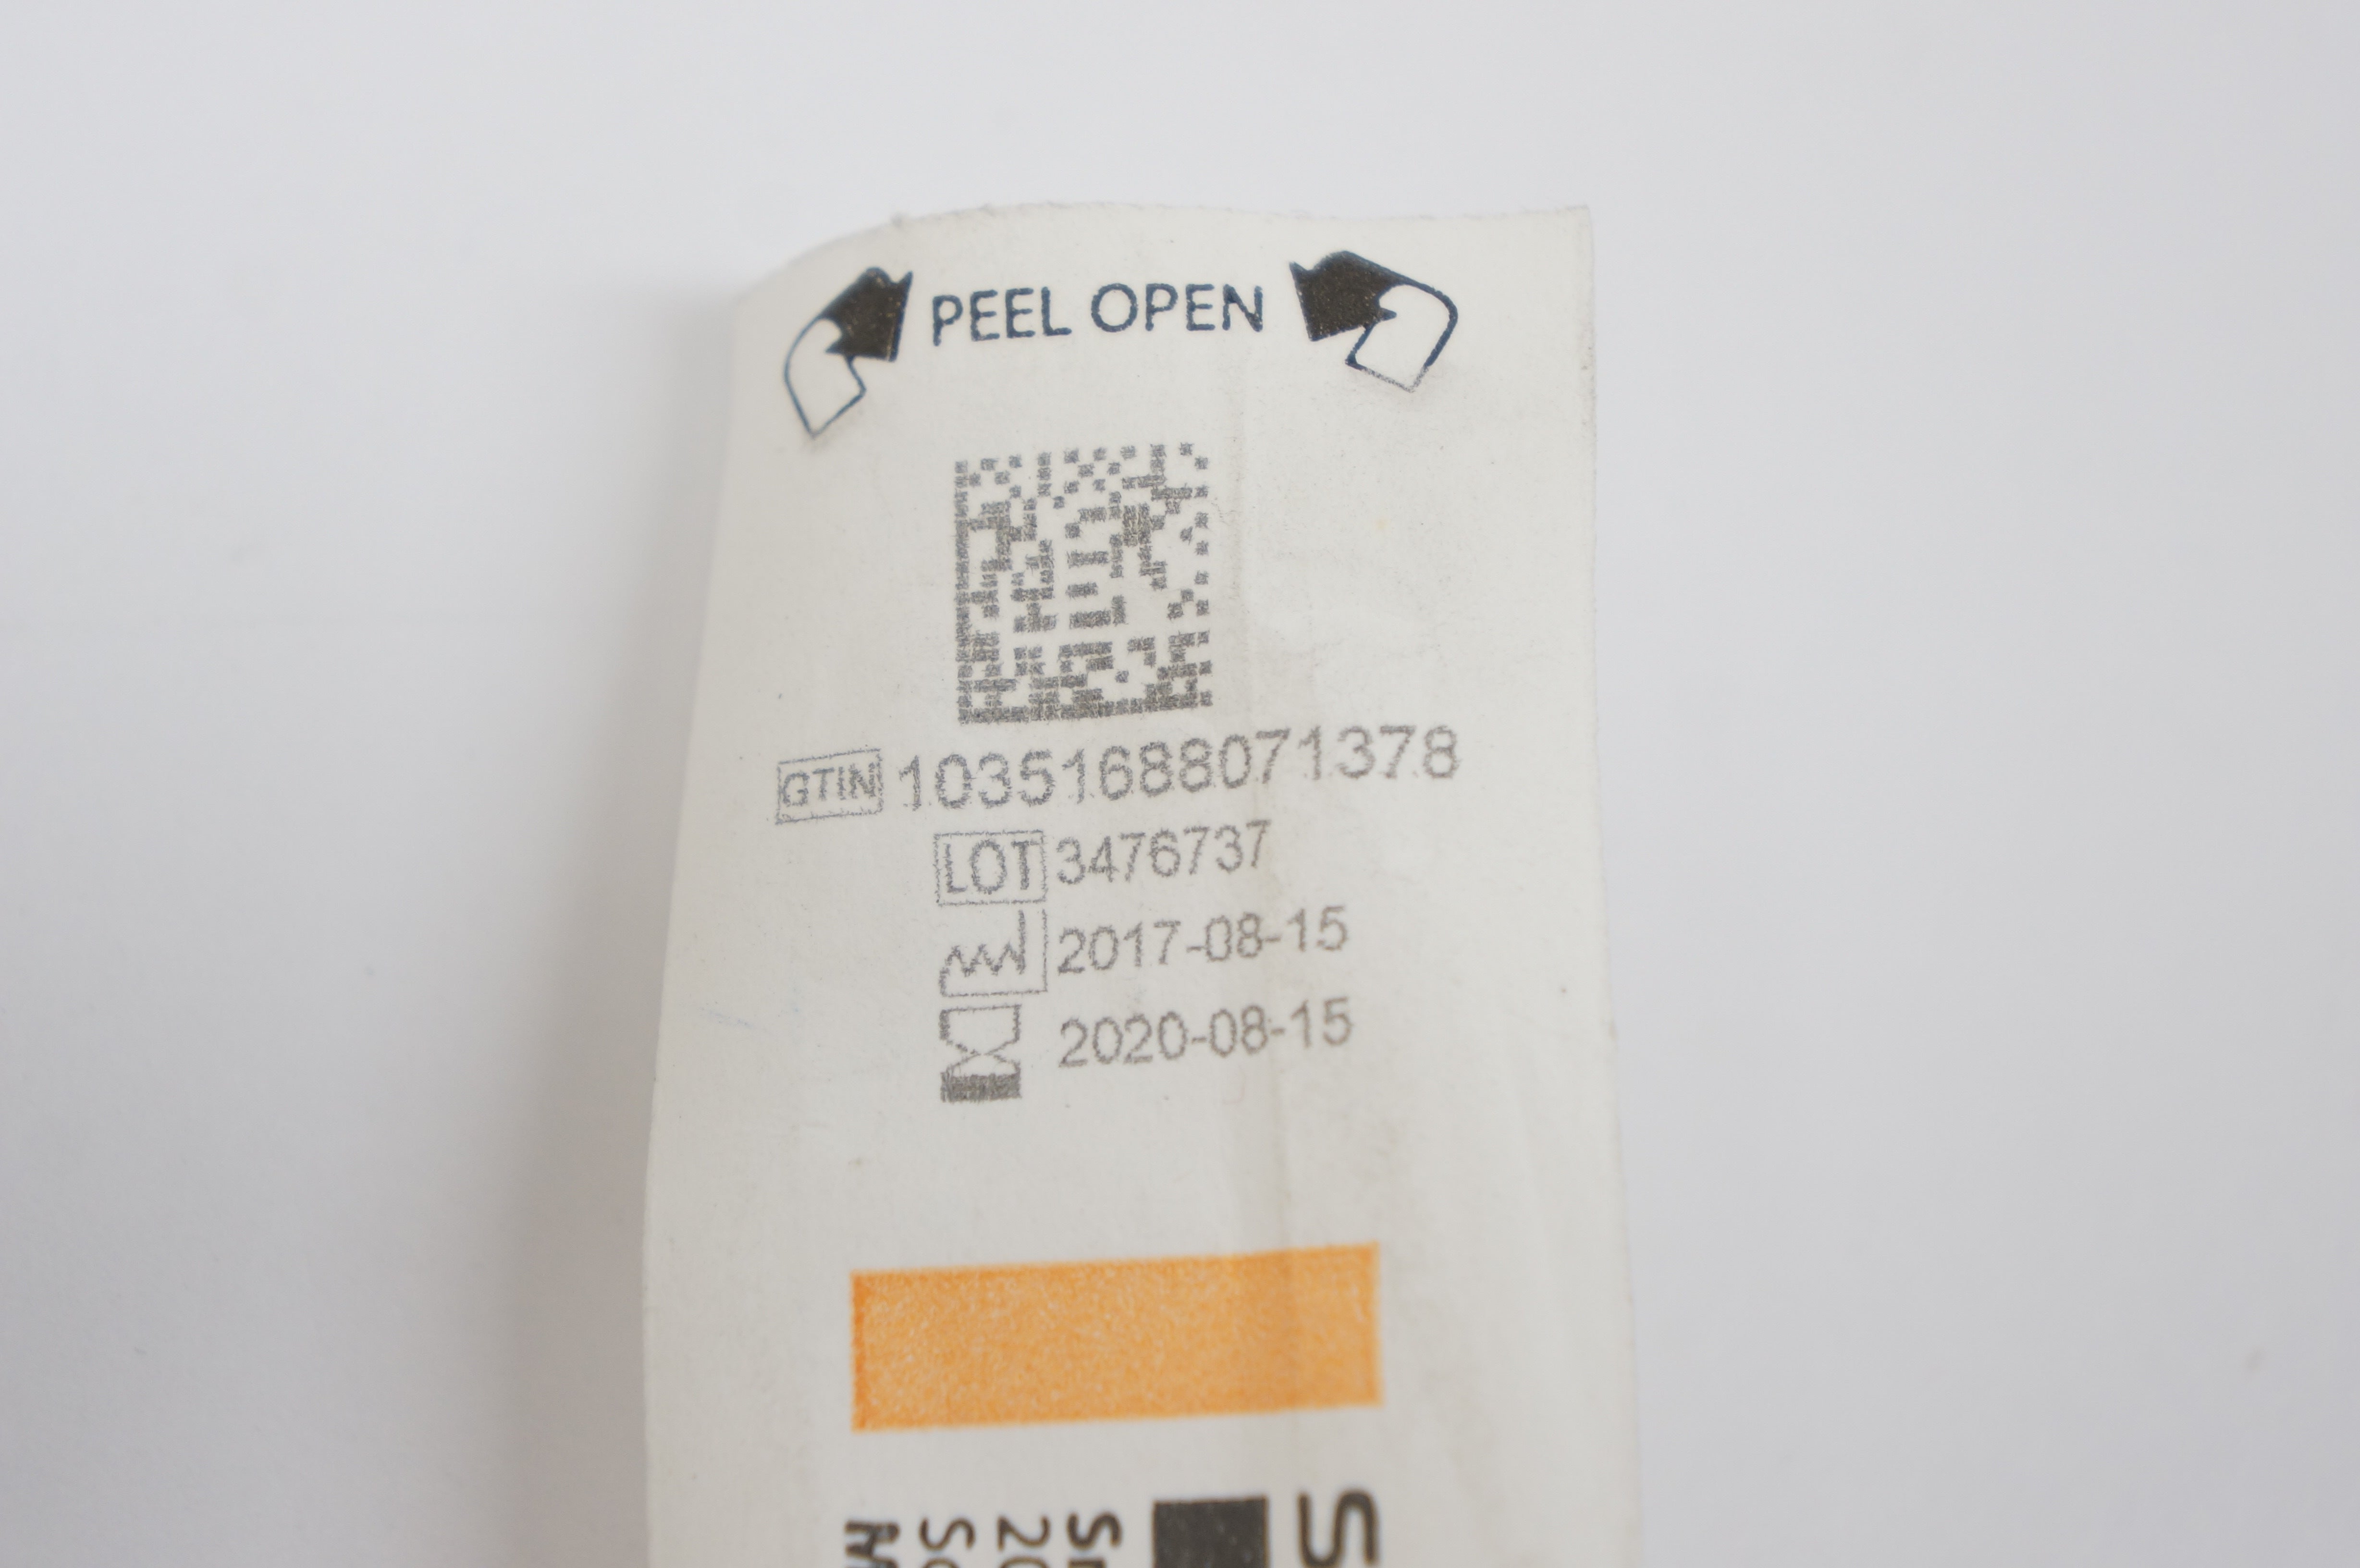 PEEL OPEN
GTIN 10351688071378
LOT 3476737
2017-08-15
2020-08-15